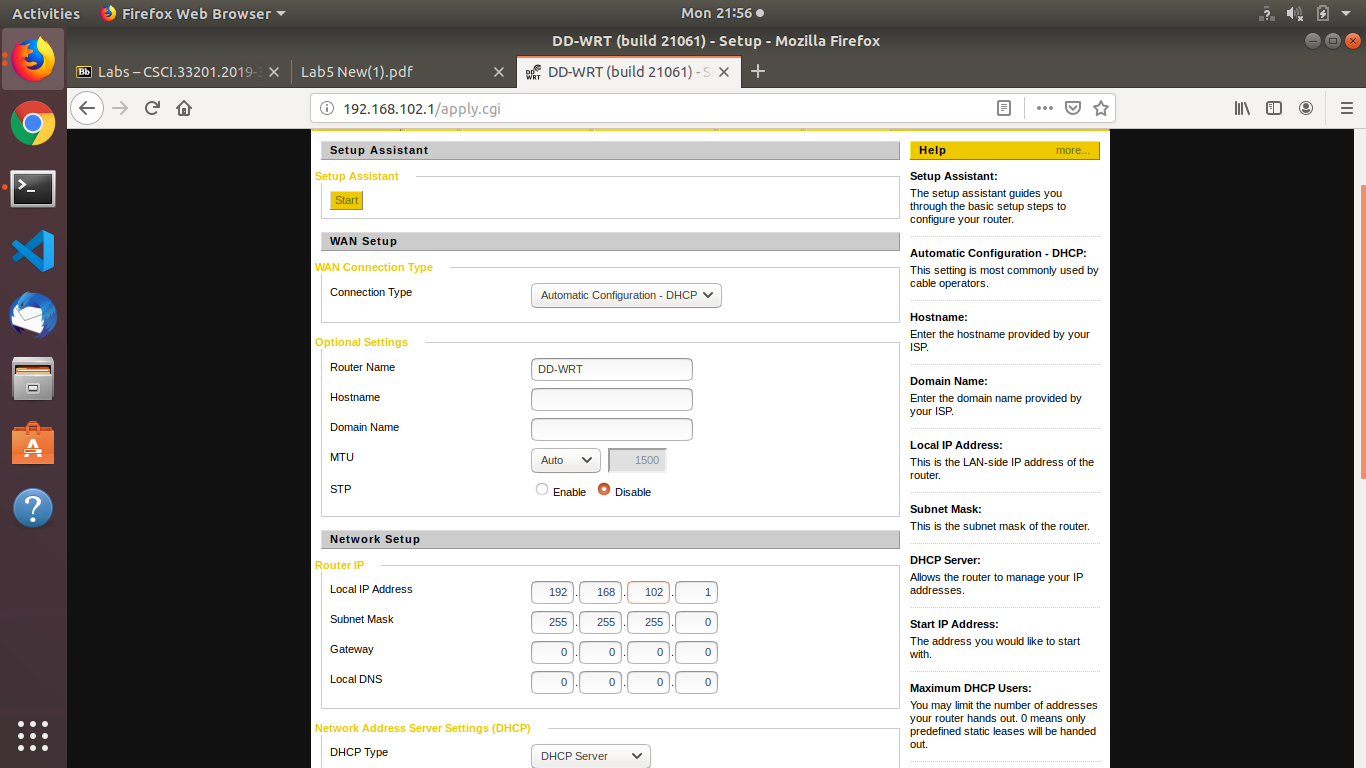 Activities Firefox Web Browser Mon 21:56
DD-WRT (build 21061) - Setup - Mozilla Firefox
Bb Labs – CSCI.33201.2019- Lab5 New(1).pdf DD-WRT DD-WRT (build 21061) - S
192.168.102.1/apply.cgi
Setup Assistant
Setup Assistant
Start
WAN Setup
WAN Connection Type
Connection Type Automatic Configuration - DHCP
Optional Settings
Router Name DD-WRT
Hostname
Domain Name
MTU Auto 1500
STP Enable Disable
Network Setup
Router IP
Local IP Address 192 . 168 . 102 . 1
Subnet Mask 255 . 255 . 255 . 0
Gateway 0 . 0 . 0 . 0
Local DNS 0 . 0 . 0 . 0
Network Address Server Settings (DHCP)
DHCP Type DHCP Server
Help more...
Setup Assistant:
The setup assistant guides you
through the basic setup steps to
configure your router.
Automatic Configuration - DHCP:
This setting is most commonly used by
cable operators.
Hostname:
Enter the hostname provided by your
ISP.
Domain Name:
Enter the domain name provided by
your ISP.
Local IP Address:
This is the LAN-side IP address of the
router.
Subnet Mask:
This is the subnet mask of the router.
DHCP Server:
Allows the router to manage your IP
addresses.
Start IP Address:
The address you would like to start
with.
Maximum DHCP Users:
You may limit the number of addresses
your router hands out. 0 means only
predefined static leases will be handed
out.